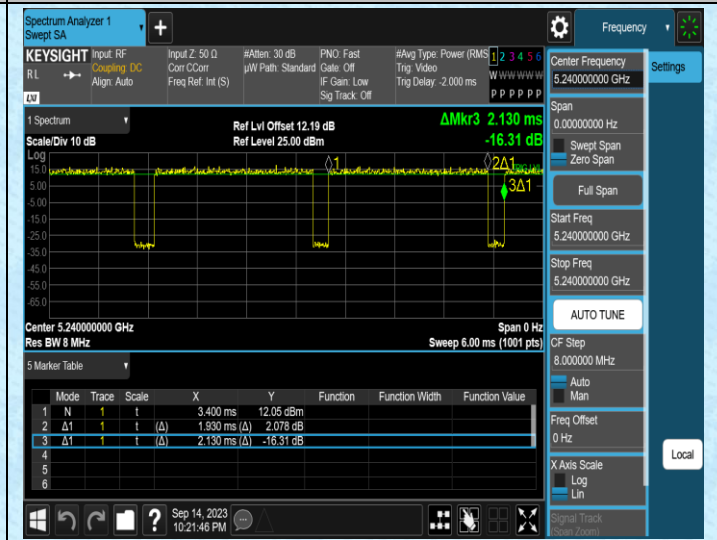 Spectrum Analyzer 1
Swept SA
Frequency
KEYSIGHT
RL
LXI
Input: RF
Coupling: DC
Align: Auto
Input Z: 50 Ω
Corr CCorr
Freq Ref: Int (S)
#Atten: 30 dB
µW Path: Standard
PNO: Fast
Gate: Off
IF Gain: Low
Sig Track: Off
#Avg Type: Power (RMS
Trig: Video
Trig Delay: -2.000 ms
1 2 3 4 5 6
W W W W W W
P P P P P P
1 Spectrum
Scale/Div 10 dB
Ref Lvl Offset 12.19 dB
Ref Level 25.00 dBm
ΔMkr3 2.130 ms
-16.31 dB
Log
15.0
5.00
-5.00
-15.0
-25.0
-35.0
-45.0
-55.0
-65.0
1
2Δ1
3Δ1
Center 5.240000000 GHz
Res BW 8 MHz
Span 0 Hz
Sweep 6.00 ms (1001 pts)
5 Marker Table
Mode Trace Scale X Y Function Function Width Function Value
1 N 1 t 3.400 ms 12.05 dBm
2 Δ1 1 t (Δ) 1.930 ms (Δ) 2.078 dB
3 Δ1 1 t (Δ) 2.130 ms (Δ) -16.31 dB
4
5
6
Sep 14, 2023
10:21:46 PM
Center Frequency
5.240000000 GHz
Span
0.00000000 Hz
Swept Span
Zero Span
Full Span
Start Freq
5.240000000 GHz
Stop Freq
5.240000000 GHz
AUTO TUNE
CF Step
8.000000 MHz
Auto
Man
Freq Offset
0 Hz
X Axis Scale
Log
Lin
Signal Track
(Span Zoom)
Settings
Local